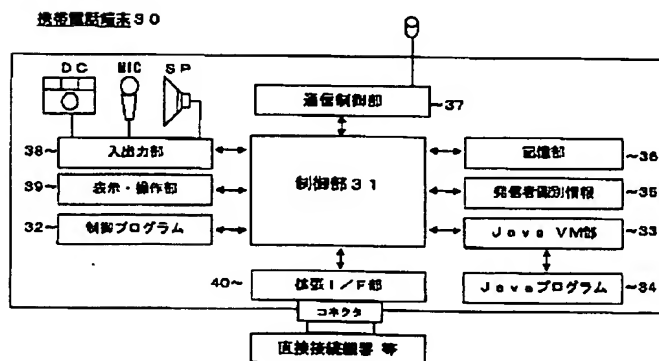 携帯電話端末30
DC MIC SP
通信制御部 ~37
38~ 入出力部
記憶部 ~36
39~ 表示・操作部
制御部31
発信者識別情報 ~35
32~ 制御プログラム
Java VM部 ~33
40~ 拡張I/F部
Javaプログラム ~34
コネクタ
直接接続機器 等